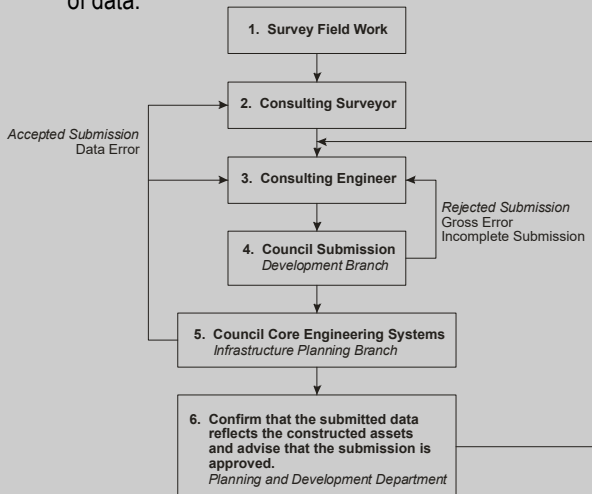 of data.
1. Survey Field Work
2. Consulting Surveyor
Accepted Submission
Data Error
3. Consulting Engineer
Rejected Submission
Gross Error
Incomplete Submission
4. Council Submission
Development Branch
5. Council Core Engineering Systems
Infrastructure Planning Branch
6. Confirm that the submitted data
reflects the constructed assets
and advise that the submission is
approved.
Planning and Development Department